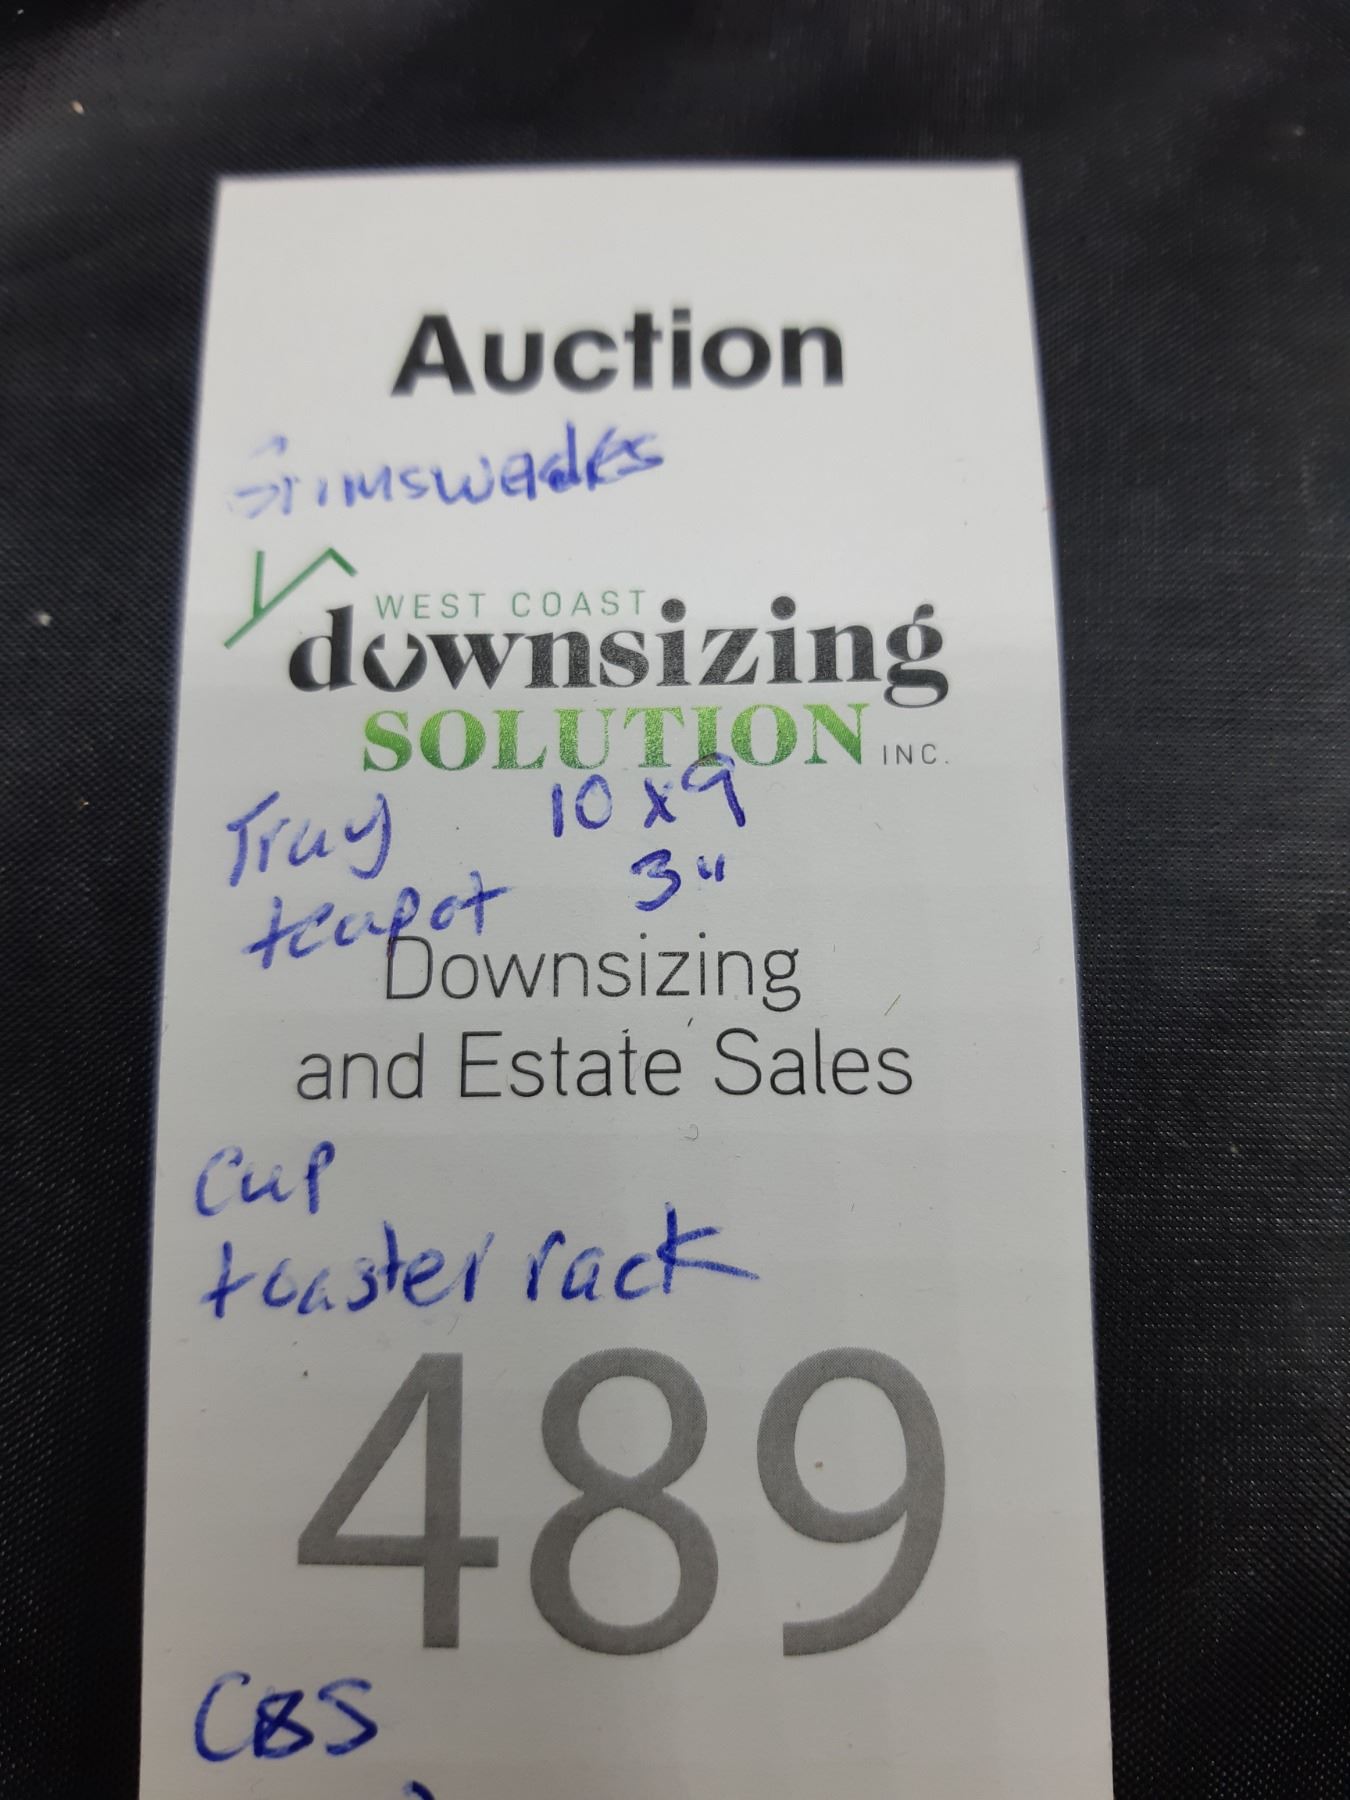 Auction
Grimswades
WEST COAST
downsizing
SOLUTION INC.
Tray 10 x 9
teapot 3"
Downsizing
and Estate Sales
Cup
toaster rack
489
CBS